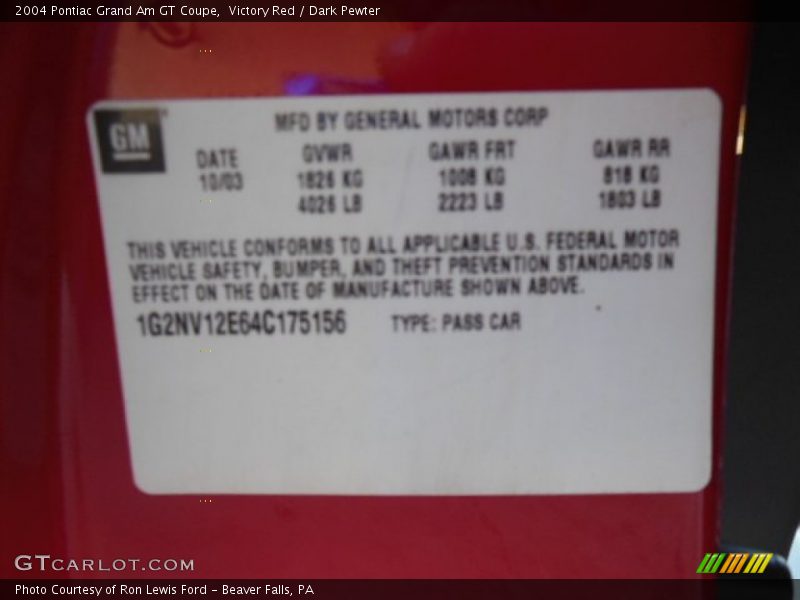 2004 Pontiac Grand Am GT Coupe,  Victory Red / Dark Pewter
GM
MFD BY GENERAL MOTORS CORP
DATE GVWR GAWR FRT GAWR RR
10/03 1826 KG 1008 KG 818 KG
4026 LB 2223 LB 1803 LB
THIS VEHICLE CONFORMS TO ALL APPLICABLE U.S. FEDERAL MOTOR
VEHICLE SAFETY, BUMPER, AND THEFT PREVENTION STANDARDS IN
EFFECT ON THE DATE OF MANUFACTURE SHOWN ABOVE.
1G2NV12E64C175156 TYPE: PASS CAR
GTCARLOT.COM
Photo Courtesy of Ron Lewis Ford - Beaver Falls, PA